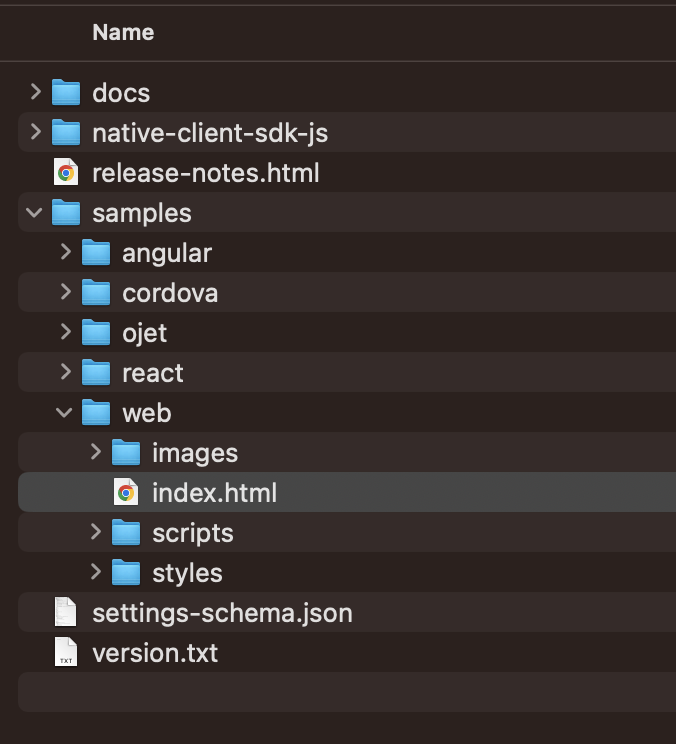 Name
docs
native-client-sdk-js
release-notes.html
samples
angular
cordova
ojet
react
web
images
index.html
scripts
styles
settings-schema.json
version.txt
TXT